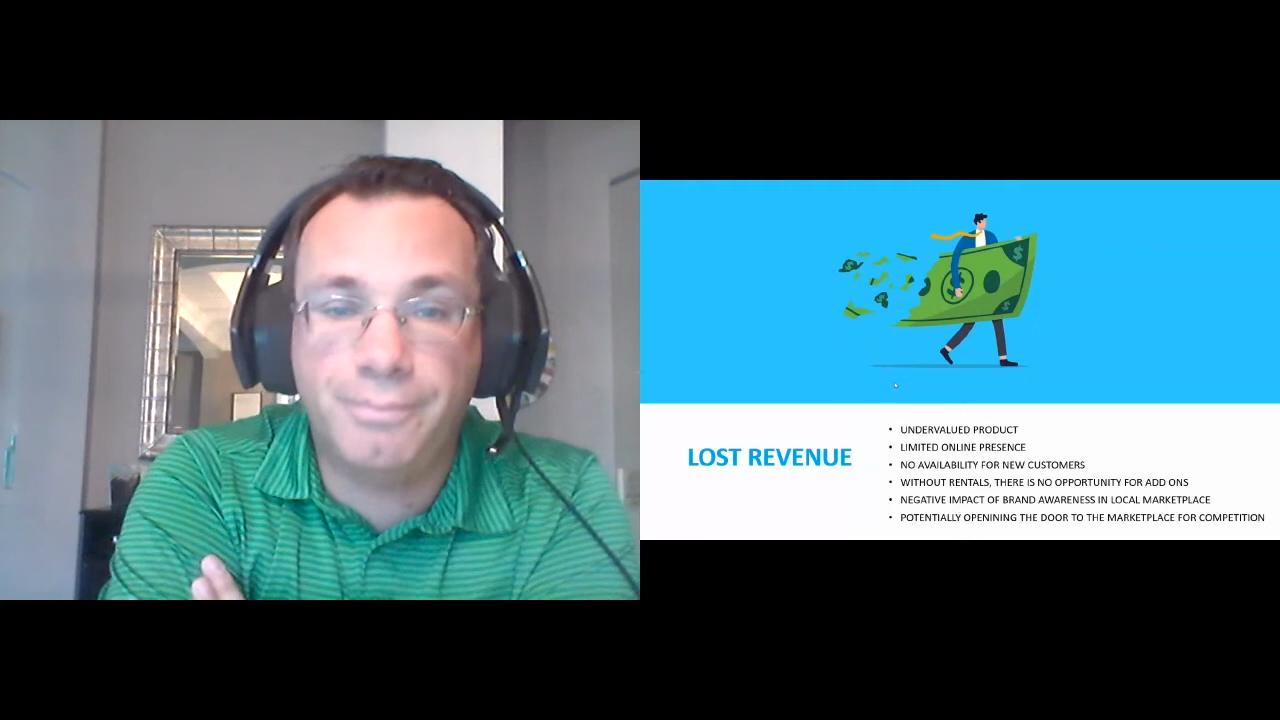 LOST REVENUE
• UNDERVALUED PRODUCT
• LIMITED ONLINE PRESENCE
• NO AVAILABILITY FOR NEW CUSTOMERS
• WITHOUT RENTALS, THERE IS NO OPPORTUNITY FOR ADD ONS
• NEGATIVE IMPACT OF BRAND AWARENESS IN LOCAL MARKETPLACE
• POTENTIALLY OPENINNG THE DOOR TO THE MARKETPLACE FOR COMPETITION